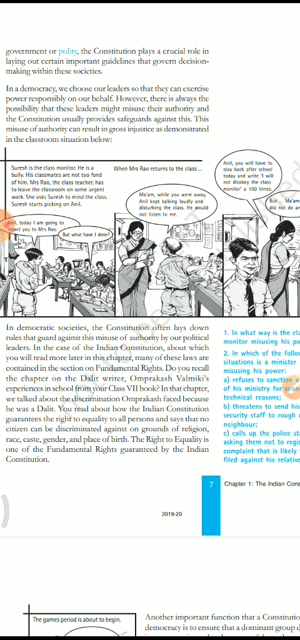 government or polity, the Constitution plays a crucial role in
laying out certain important guidelines that govern decision-
making within these societies.
In a democracy, we choose our leaders so that they can exercise
power responsibly on our behalf. However, there is always the
possibility that these leaders might misuse their authority and
the Constitution usually provides safeguards against this. This
misuse of authority can result in gross injustice as demonstrated
in the classroom situation below:
Suresh is the class monitor. He is a
bully. His classmates are not too fond
of him. Mrs Rao, the class teacher, has
to leave the classroom on some urgent
work. She asks Suresh to mind the class.
Suresh starts picking on Anil.
Anil, today I am going to
report you to Mrs Rao.
But what have I done?
When Mrs Rao returns to the class ...
Ma'am, while you were away,
Anil kept talking loudly and
disturbing the class. He would
not listen to me.
Anil, you will have to
stay back after school
today and write 'I will
not disobey the class
monitor' a 100 times.
But ... Ma'am
did not do an
In democratic societies, the Constitution often lays down
rules that guard against this misuse of authority by our political
leaders. In the case of the Indian Constitution, about which
you will read more later in this chapter, many of these laws are
contained in the section on Fundamental Rights. Do you recall
the chapter on the Dalit writer, Omprakash Valmiki's
experiences in school from your Class VII book? In that chapter,
we talked about the discrimination Omprakash faced because
he was a Dalit. You read about how the Indian Constitution
guarantees the right to equality to all persons and says that no
citizen can be discriminated against on grounds of religion,
race, caste, gender, and place of birth. The Right to Equality is
one of the Fundamental Rights guaranteed by the Indian
Constitution.
1. In what way is the cla
monitor misusing his po
2. In which of the follow
situations is a minister
misusing his power:
a) refuses to sanction a
of his ministry for soun
technical reasons;
b) threatens to send his
security staff to rough
neighbour;
c) calls up the police sta
asking them not to regi
complaint that is likely
filed against his relative
7
Chapter 1: The Indian Cons
2019-20
The games period is about to begin.
Another important function that a Constitu
democracy is to ensure that a dominant group d